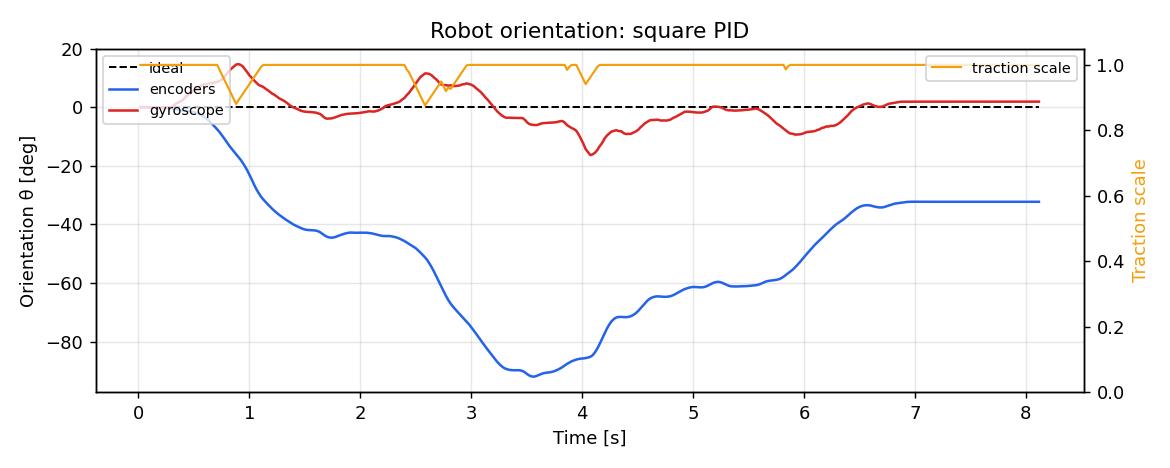 Robot orientation: square PID
ideal
encoders
gyroscope
traction scale
Orientation θ [deg]
20
0
−20
−40
−60
−80
Traction scale
1.0
0.8
0.6
0.4
0.2
0.0
0 1 2 3 4 5 6 7 8
Time [s]